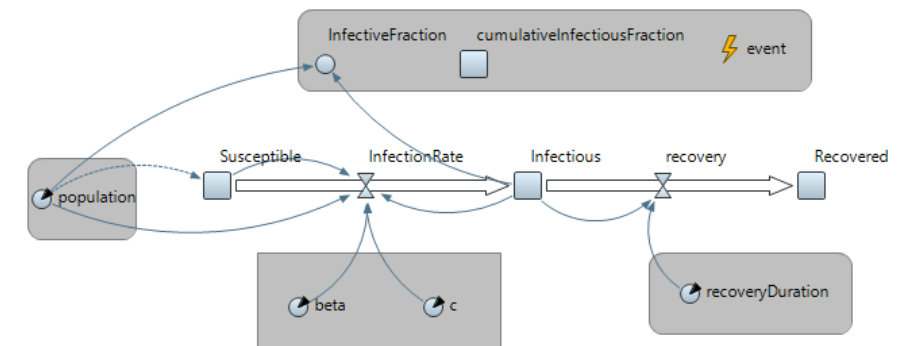 InfectiveFraction
cumulativeInfectiousFraction
event
Susceptible
InfectionRate
Infectious
recovery
Recovered
population
beta
c
recoveryDuration